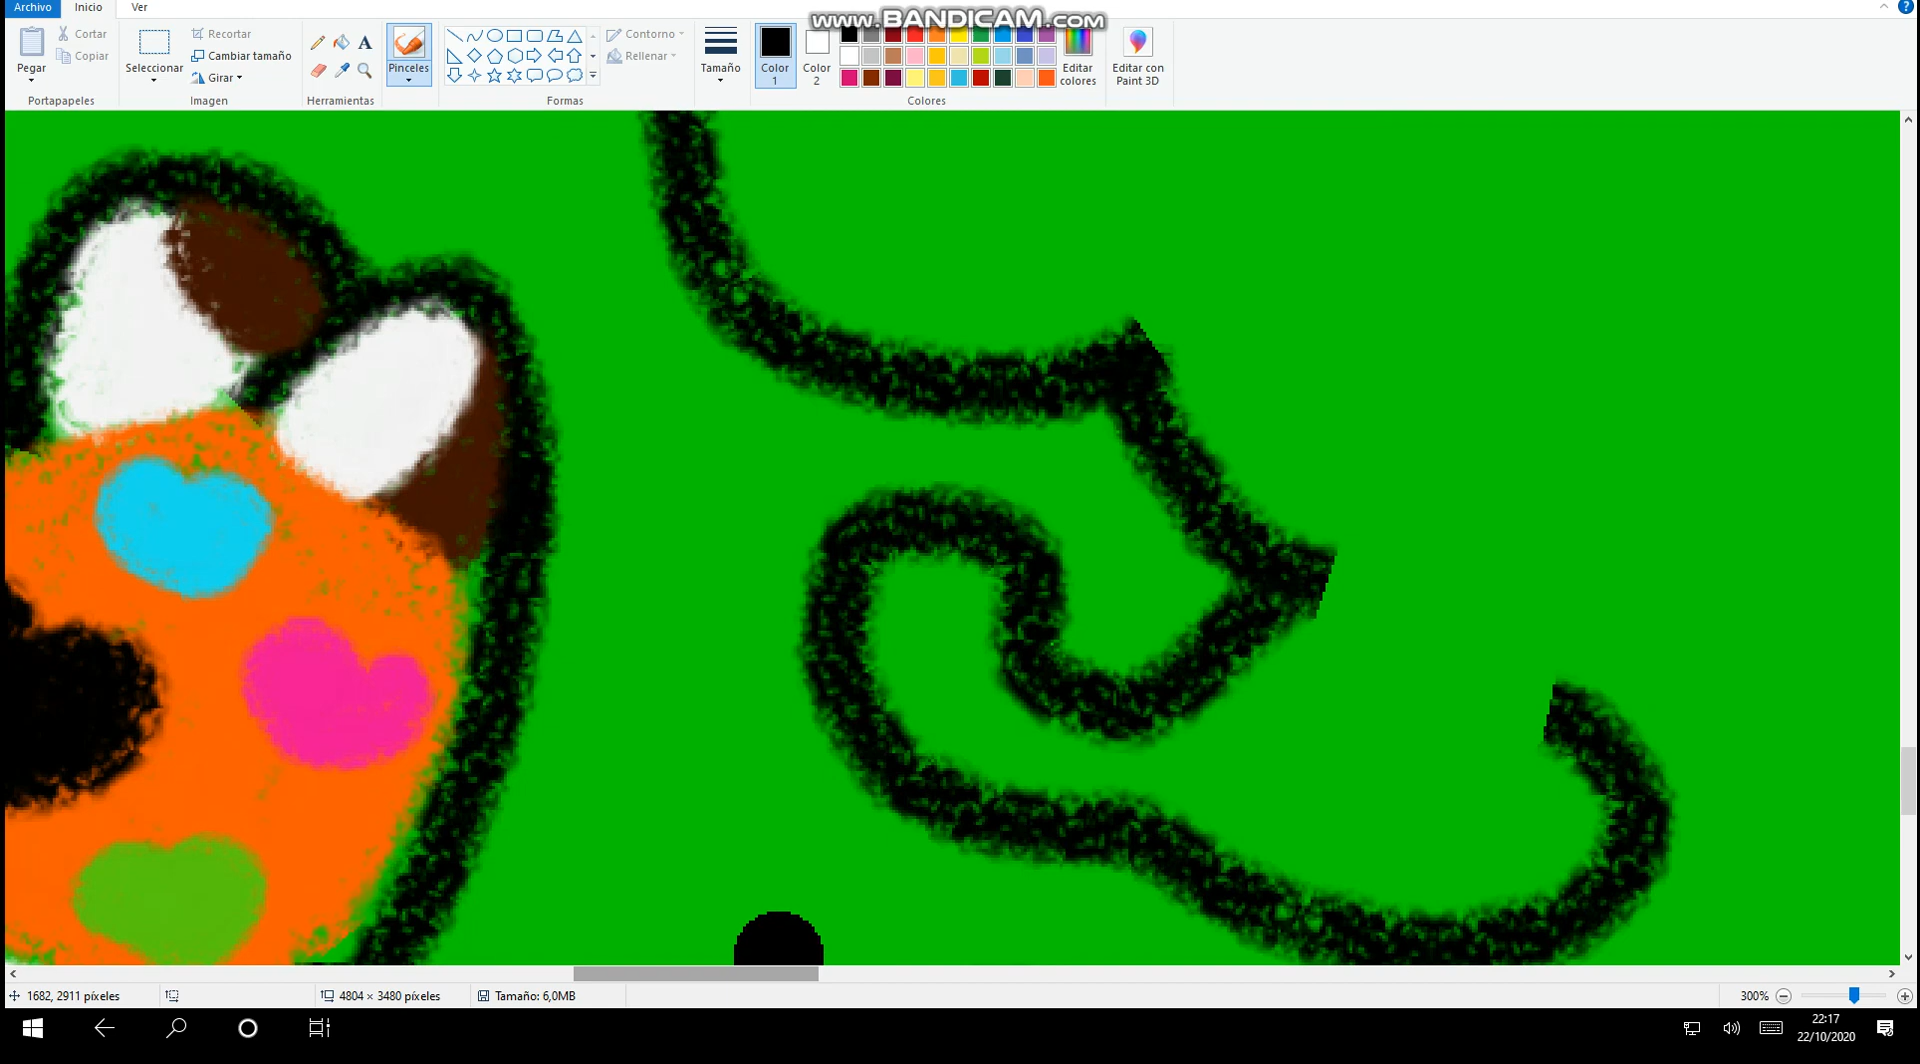 Archivo Inicio Ver
www.BANDICAM.com
Pegar
Cortar
Copiar
Portapapeles
Seleccionar
Recortar
Cambiar tamaño
Girar
Imagen
A
Herramientas
Pinceles
Contorno
Rellenar
Formas
Tamaño
Color 1
Color 2
Editar colores
Colores
Editar con Paint 3D
1682, 2911 píxeles
4804 × 3480 píxeles
Tamaño: 6,0MB
300%
22:17
22/10/2020